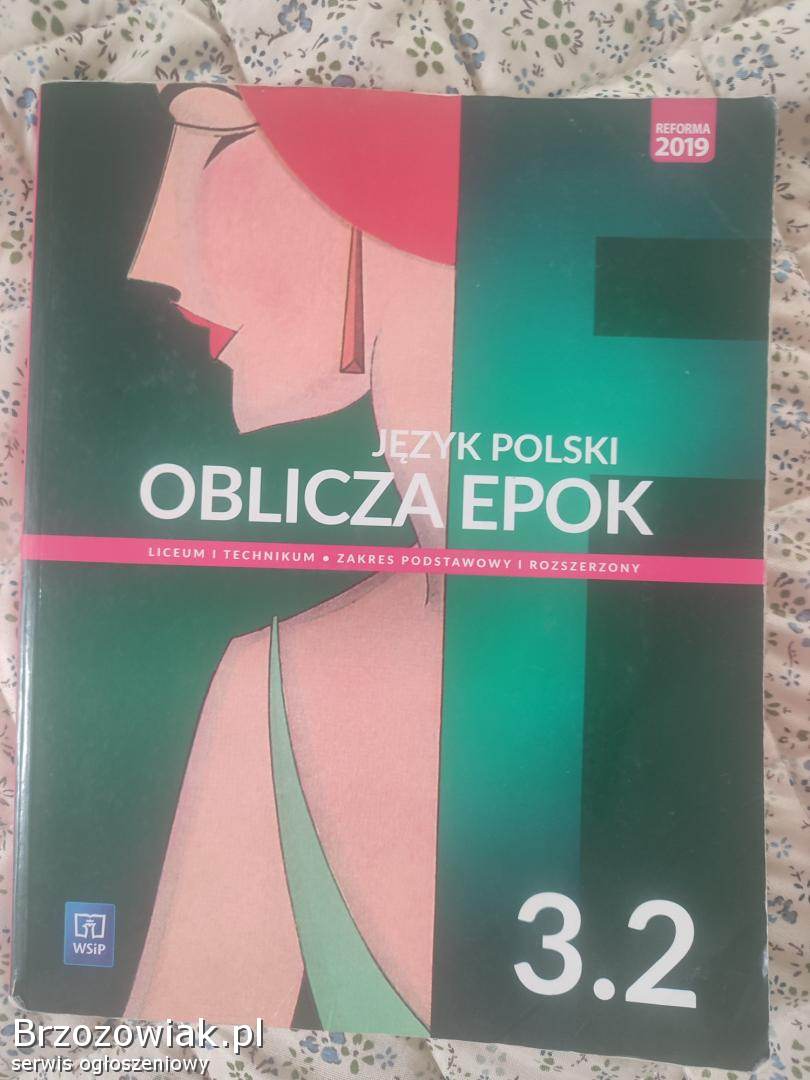 REFORMA
2019
JĘZYK POLSKI
OBLICZA EPOK
LICEUM I TECHNIKUM • ZAKRES PODSTAWOWY I ROZSZERZONY
3.2
WSiP
Brzozowiak.pl
serwis ogłoszeniowy